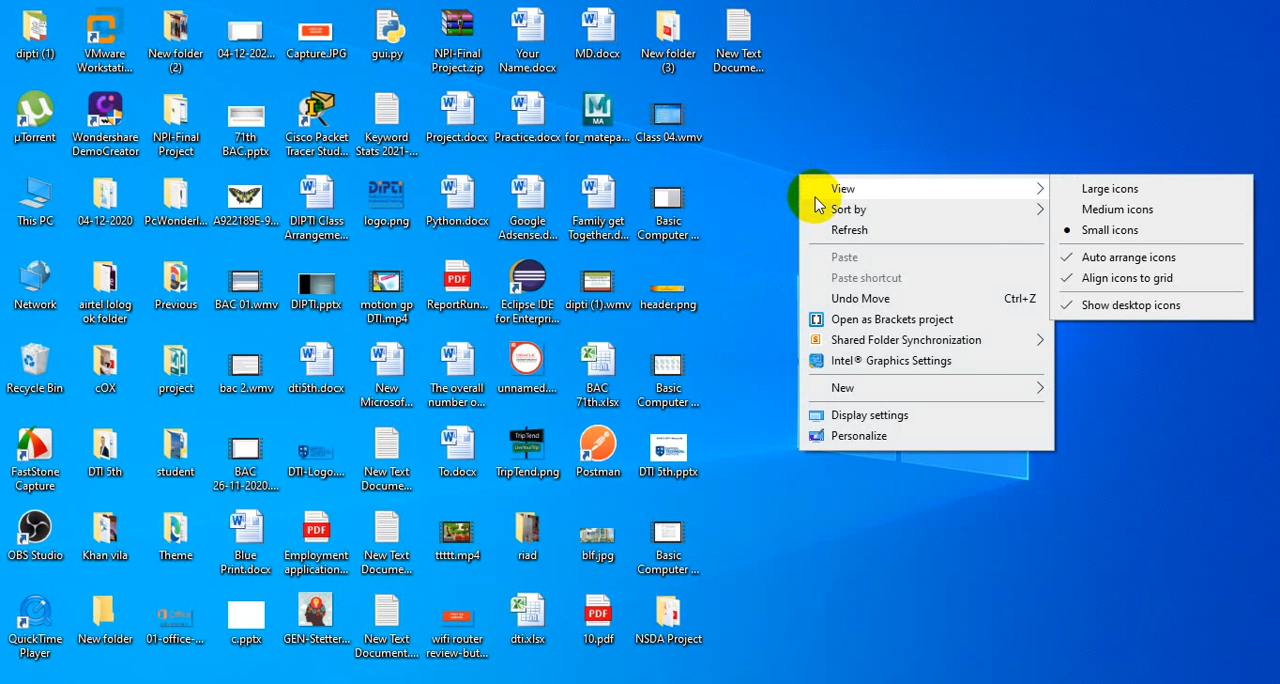 dipti (1)
VMware
Workstati...
New folder
(2)
04-12-202...
Capture.JPG
gui.py
NPI-Final
Project.zip
Your
Name.docx
MD.docx
New folder
(3)
New Text
Docume...
µTorrent
Wondershare
DemoCreator
NPI-Final
Project
71th
BAC.pptx
Cisco Packet
Tracer Stud...
Keyword
Stats 2021-...
Project.docx
Practice.docx
for_matepa...
Class 04.wmv
This PC
04-12-2020
PcWonderl...
A922189E-9...
DIPTI Class
Arrangeme...
logo.png
Python.docx
Google
Adsense.d...
Family get
Together.d...
Basic
Computer ...
Network
airtel lolog
ok folder
Previous
BAC 01.wmv
DIPTI.pptx
motion gp
DTI.mp4
ReportRun...
Eclipse IDE
for Enterpri...
dipti (1).wmv
header.png
Recycle Bin
cOX
project
bac 2.wmv
dti5th.docx
New
Microsof...
The overall
number o...
unnamed....
BAC
71th.xlsx
Basic
Computer ...
FastStone
Capture
DTI 5th
student
BAC
26-11-2020....
DTI-Logo....
New Text
Docume...
To.docx
TripTend.png
Postman
DTI 5th.pptx
OBS Studio
Khan vila
Theme
Blue
Print.docx
Employment
application...
New Text
Docume...
ttttt.mp4
riad
blf.jpg
Basic
Computer ...
QuickTime
Player
New folder
01-office-...
c.pptx
GEN-Stetter...
New Text
Document....
wifi router
review-but...
dti.xlsx
10.pdf
NSDA Project
View
Sort by
Refresh
Paste
Paste shortcut
Undo Move Ctrl+Z
Open as Brackets project
Shared Folder Synchronization
Intel® Graphics Settings
New
Display settings
Personalize
Large icons
Medium icons
Small icons
Auto arrange icons
Align icons to grid
Show desktop icons